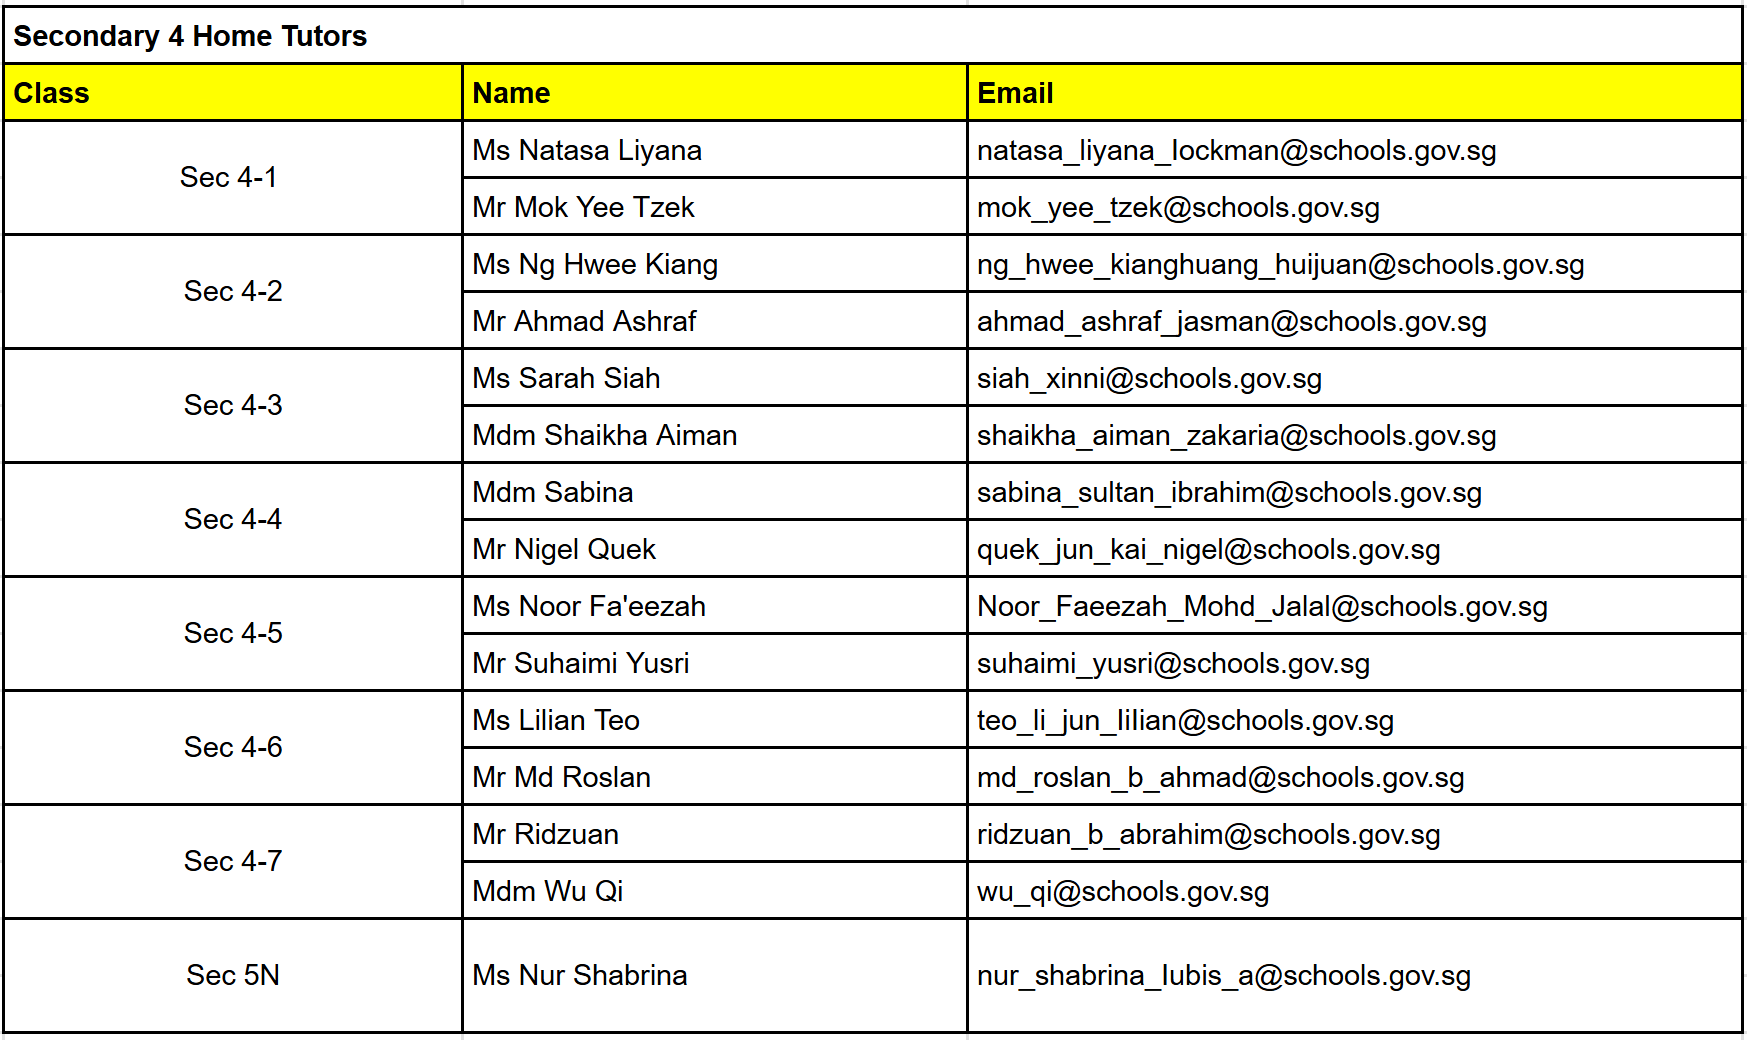 Secondary 4 Home Tutors
Class Name Email
Sec 4-1
Ms Natasa Liyana natasa_liyana_lockman@schools.gov.sg
Mr Mok Yee Tzek mok_yee_tzek@schools.gov.sg
Sec 4-2
Ms Ng Hwee Kiang ng_hwee_kianghuang_huijuan@schools.gov.sg
Mr Ahmad Ashraf ahmad_ashraf_jasman@schools.gov.sg
Sec 4-3
Ms Sarah Siah siah_xinni@schools.gov.sg
Mdm Shaikha Aiman shaikha_aiman_zakaria@schools.gov.sg
Sec 4-4
Mdm Sabina sabina_sultan_ibrahim@schools.gov.sg
Mr Nigel Quek quek_jun_kai_nigel@schools.gov.sg
Sec 4-5
Ms Noor Fa'eezah Noor_Faeezah_Mohd_Jalal@schools.gov.sg
Mr Suhaimi Yusri suhaimi_yusri@schools.gov.sg
Sec 4-6
Ms Lilian Teo teo_li_jun_lilian@schools.gov.sg
Mr Md Roslan md_roslan_b_ahmad@schools.gov.sg
Sec 4-7
Mr Ridzuan ridzuan_b_abrahim@schools.gov.sg
Mdm Wu Qi wu_qi@schools.gov.sg
Sec 5N
Ms Nur Shabrina nur_shabrina_lubis_a@schools.gov.sg